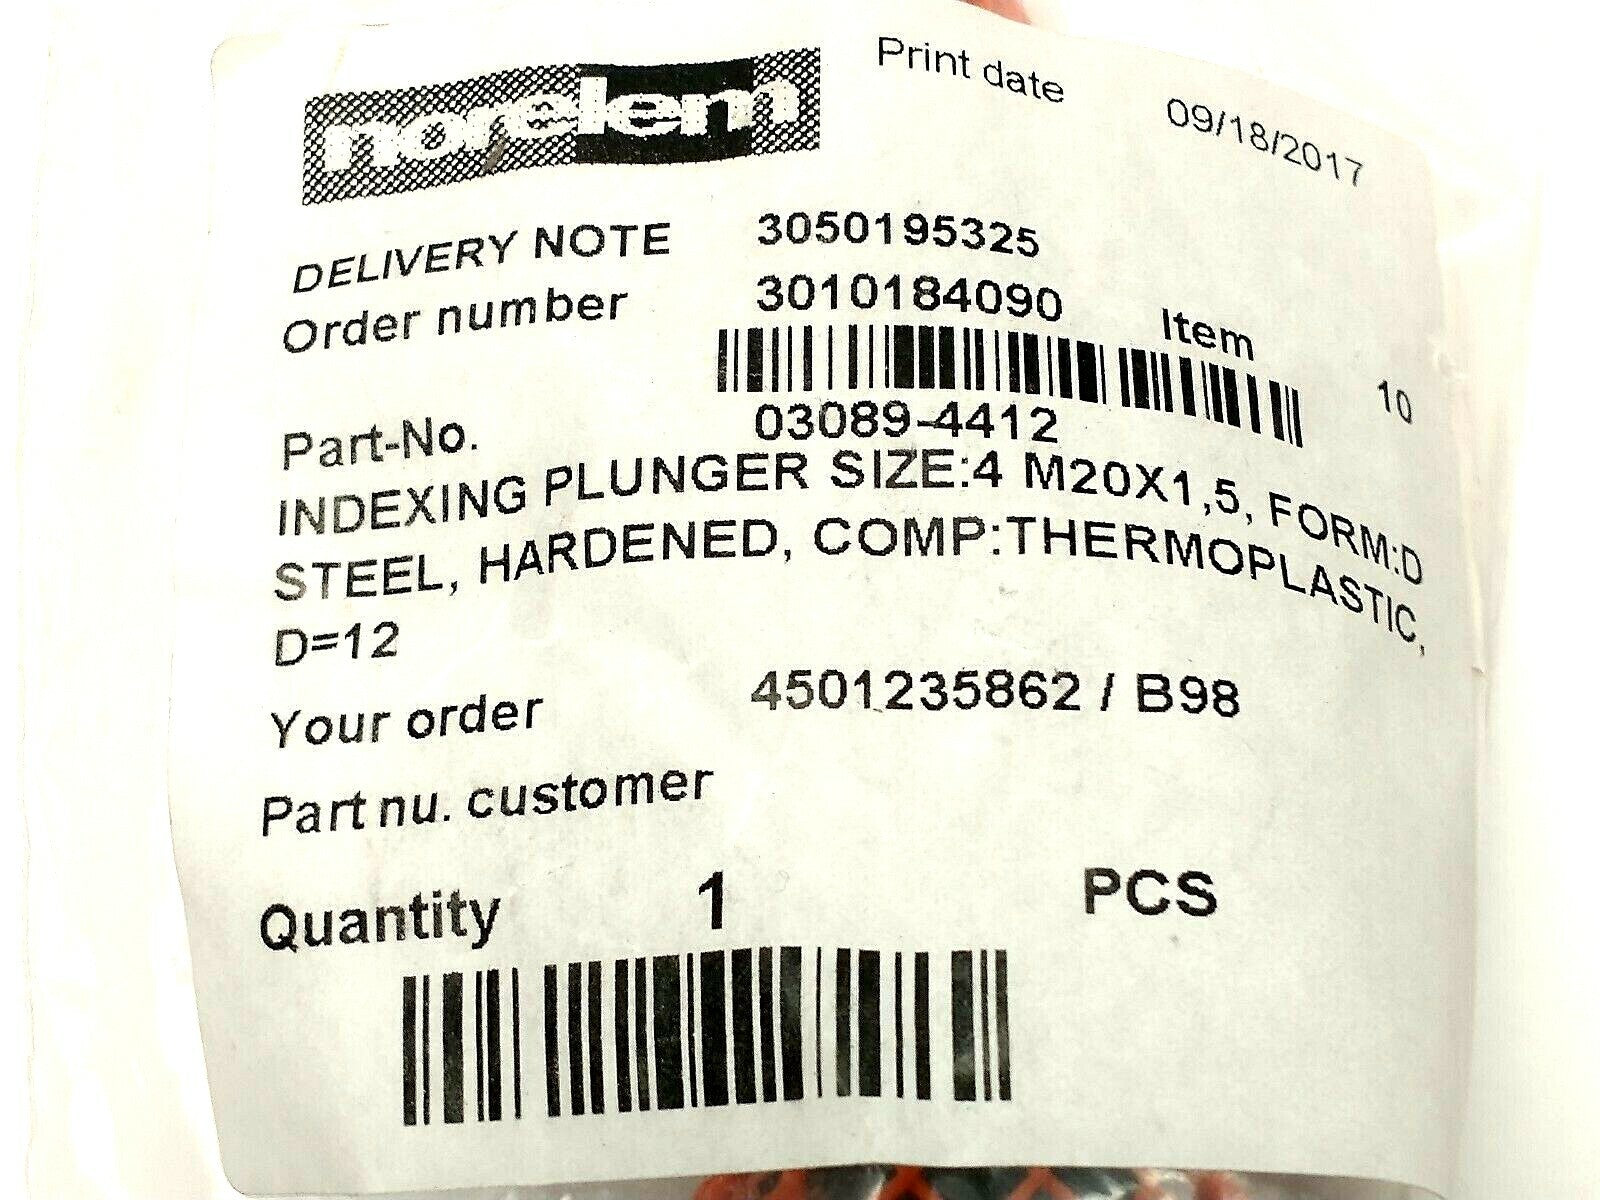 norelem
Print date 09/18/2017
DELIVERY NOTE 3050195325
Order number 3010184090 Item 10
Part-No. 03089-4412
INDEXING PLUNGER SIZE:4 M20X1,5, FORM:D
STEEL, HARDENED, COMP:THERMOPLASTIC,
D=12
Your order 4501235862 / B98
Part nu. customer
Quantity 1 PCS